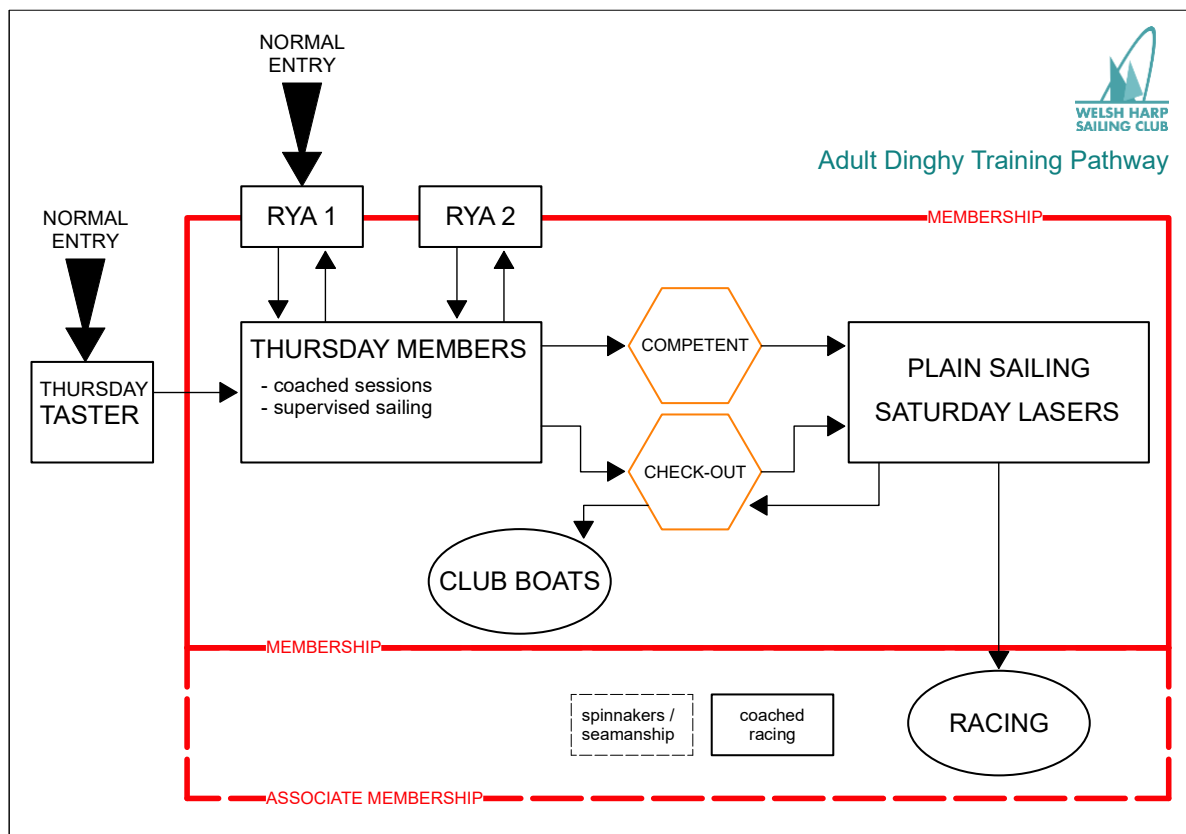 NORMAL
ENTRY
WELSH HARP
SAILING CLUB
Adult Dinghy Training Pathway
NORMAL
ENTRY
RYA 1
RYA 2
MEMBERSHIP
THURSDAY
TASTER
THURSDAY MEMBERS
- coached sessions
- supervised sailing
COMPETENT
PLAIN SAILING
SATURDAY LASERS
CHECK-OUT
CLUB BOATS
MEMBERSHIP
spinnakers /
seamanship
coached
racing
RACING
ASSOCIATE MEMBERSHIP